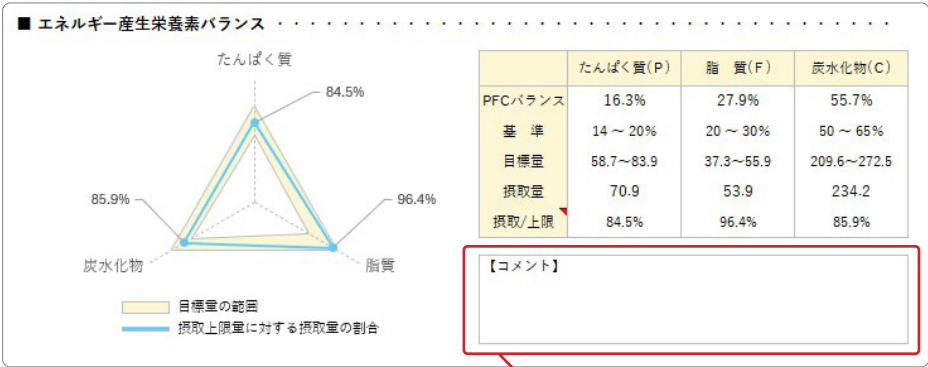 ■ エネルギー産生栄養素バランス
たんぱく質
84.5%
85.9%
96.4%
炭水化物
脂質
目標量の範囲
摂取上限量に対する摂取量の割合
たんぱく質(P) 脂 質(F) 炭水化物(C)
PFCバランス 16.3% 27.9% 55.7%
基 準 14 ~ 20% 20 ~ 30% 50 ~ 65%
目標量 58.7~83.9 37.3~55.9 209.6~272.5
摂取量 70.9 53.9 234.2
摂取/上限 84.5% 96.4% 85.9%
【コメント】